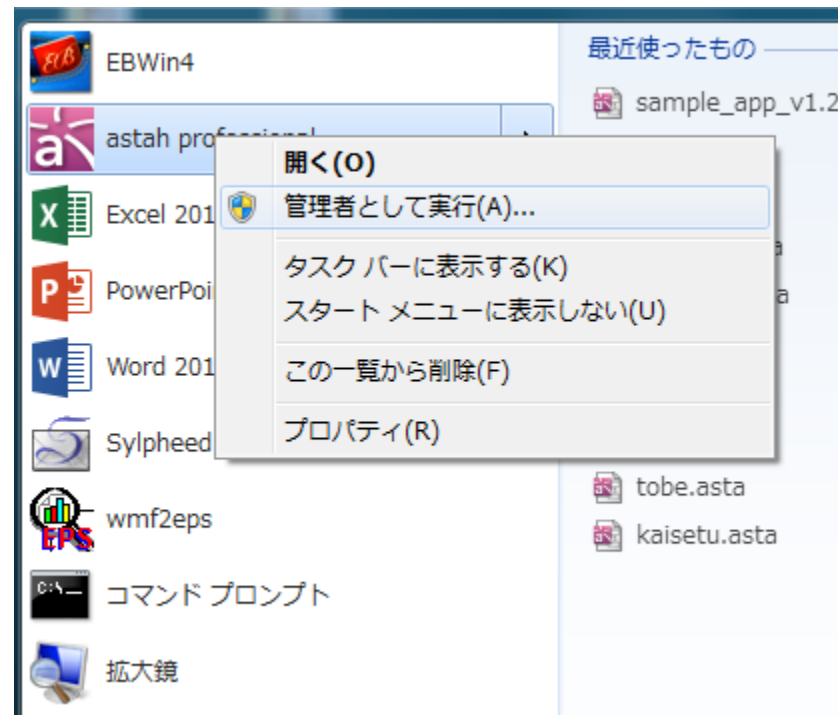 EBWin4
astah professional
Excel 201
PowerPoi
Word 201
Sylpheed
wmf2eps
コマンド プロンプト
拡大鏡
開く(O)
管理者として実行(A)...
タスク バーに表示する(K)
スタート メニューに表示しない(U)
この一覧から削除(F)
プロパティ(R)
最近使ったもの
sample_app_v1.2
a
a
tobe.asta
kaisetu.asta